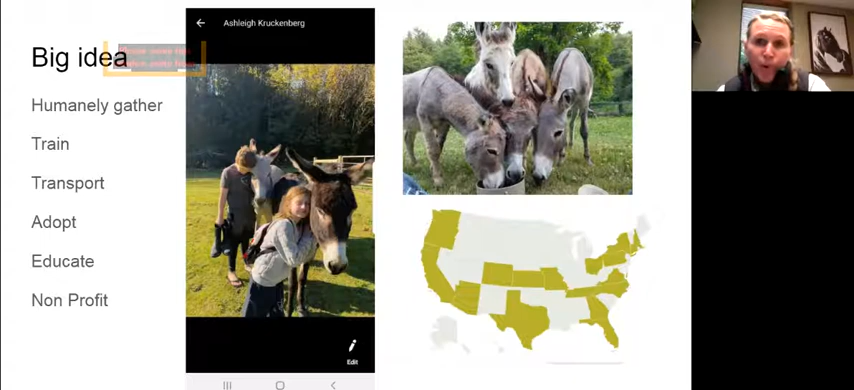 Ashleigh Kruckenberg
Big idea
Humanely gather
Train
Transport
Adopt
Educate
Non Profit
Edit